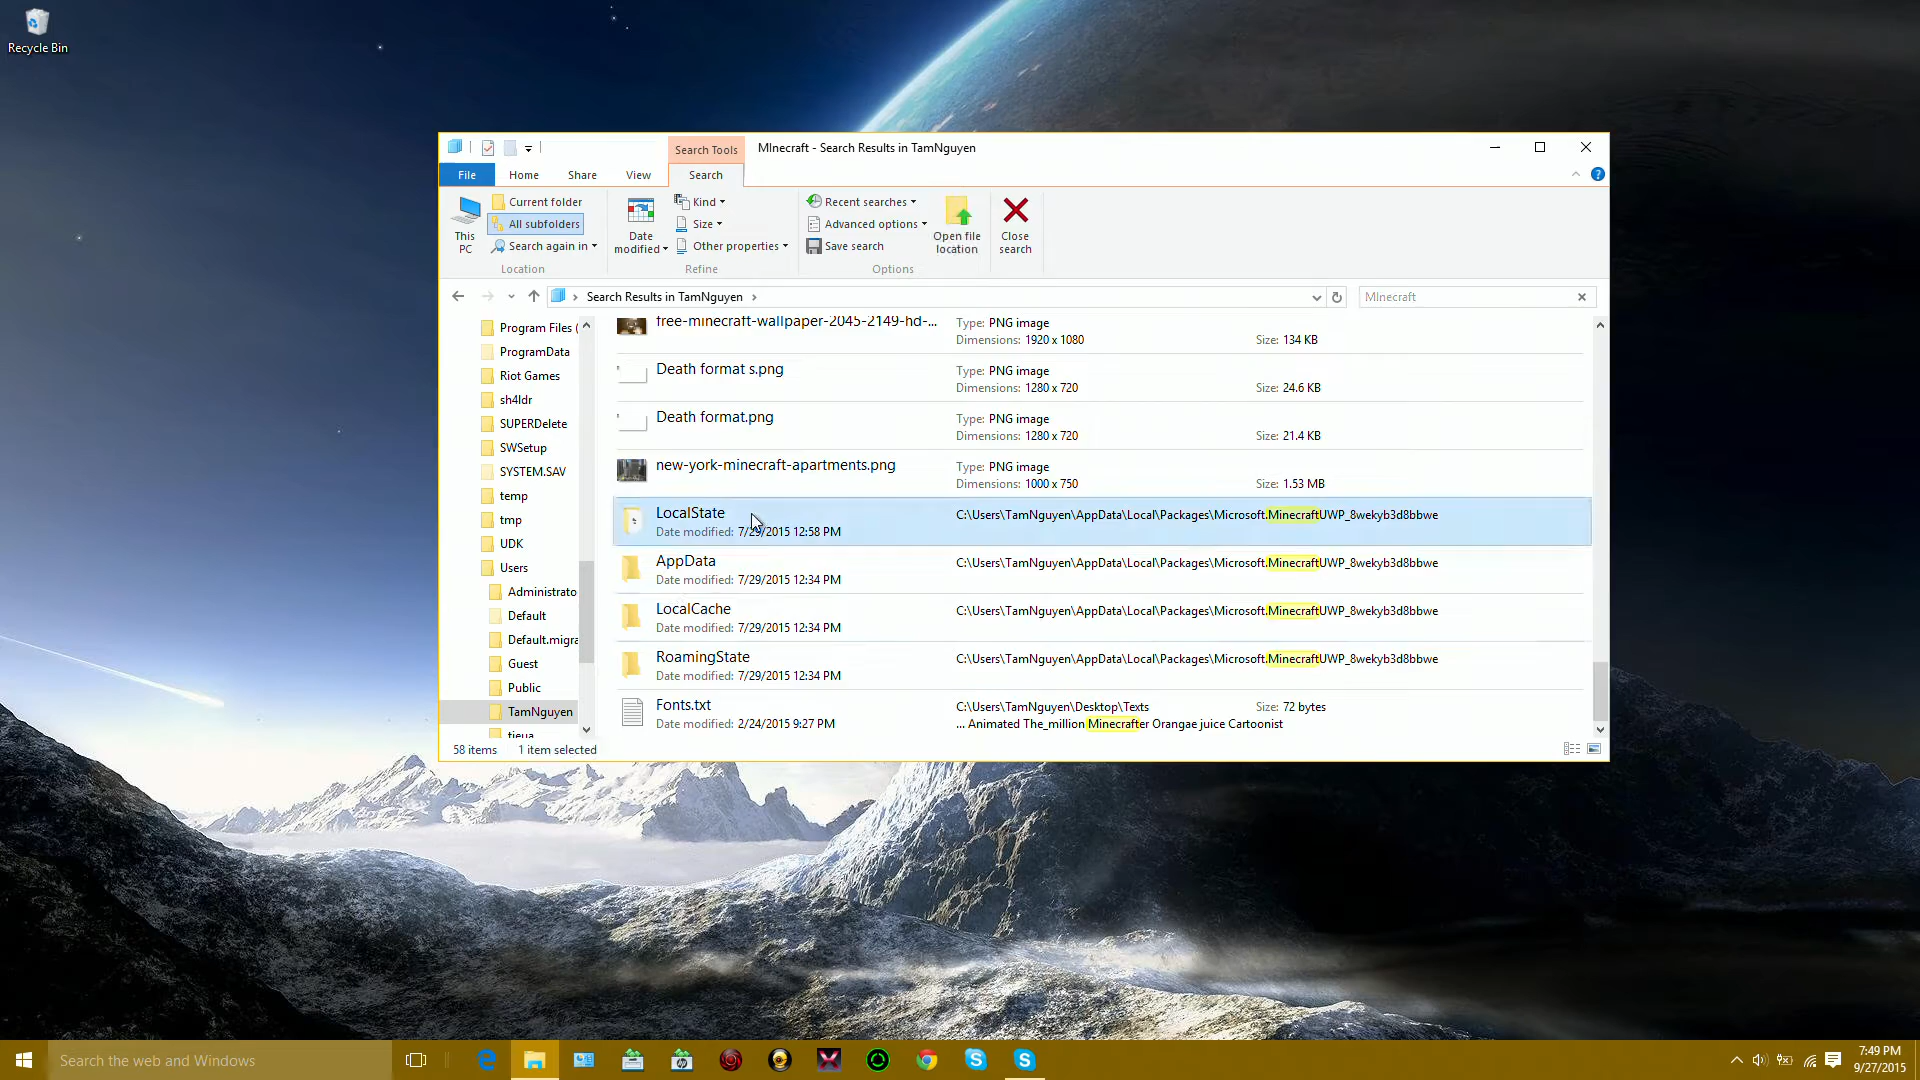 Recycle Bin
Search Tools
MInecraft - Search Results in TamNguyen
File
Home
Share
View
Search
This PC
Current folder
All subfolders
Search again in
Location
Date modified
Kind
Size
Other properties
Refine
Recent searches
Advanced options
Save search
Options
Open file location
Close search
Search Results in TamNguyen
MInecraft
Program Files (
ProgramData
Riot Games
sh4ldr
SUPERDelete
SWSetup
SYSTEM.SAV
temp
tmp
UDK
Users
Administrato
Default
Default.migra
Guest
Public
TamNguyen
tieua
free-minecraft-wallpaper-2045-2149-hd-...
Type: PNG image
Dimensions: 1920 x 1080
Size: 134 KB
Death format s.png
Type: PNG image
Dimensions: 1280 x 720
Size: 24.6 KB
Death format.png
Type: PNG image
Dimensions: 1280 x 720
Size: 21.4 KB
new-york-minecraft-apartments.png
Type: PNG image
Dimensions: 1000 x 750
Size: 1.53 MB
LocalState
Date modified: 7/29/2015 12:58 PM
C:\Users\TamNguyen\AppData\Local\Packages\Microsoft.MinecraftUWP_8wekyb3d8bbwe
AppData
Date modified: 7/29/2015 12:34 PM
C:\Users\TamNguyen\AppData\Local\Packages\Microsoft.MinecraftUWP_8wekyb3d8bbwe
LocalCache
Date modified: 7/29/2015 12:34 PM
C:\Users\TamNguyen\AppData\Local\Packages\Microsoft.MinecraftUWP_8wekyb3d8bbwe
RoamingState
Date modified: 7/29/2015 12:34 PM
C:\Users\TamNguyen\AppData\Local\Packages\Microsoft.MinecraftUWP_8wekyb3d8bbwe
Fonts.txt
Date modified: 2/24/2015 9:27 PM
C:\Users\TamNguyen\Desktop\Texts
Size: 72 bytes
... Animated The_million Minecrafter Orangae juice Cartoonist
58 items
1 item selected
Search the web and Windows
7:49 PM
9/27/2015